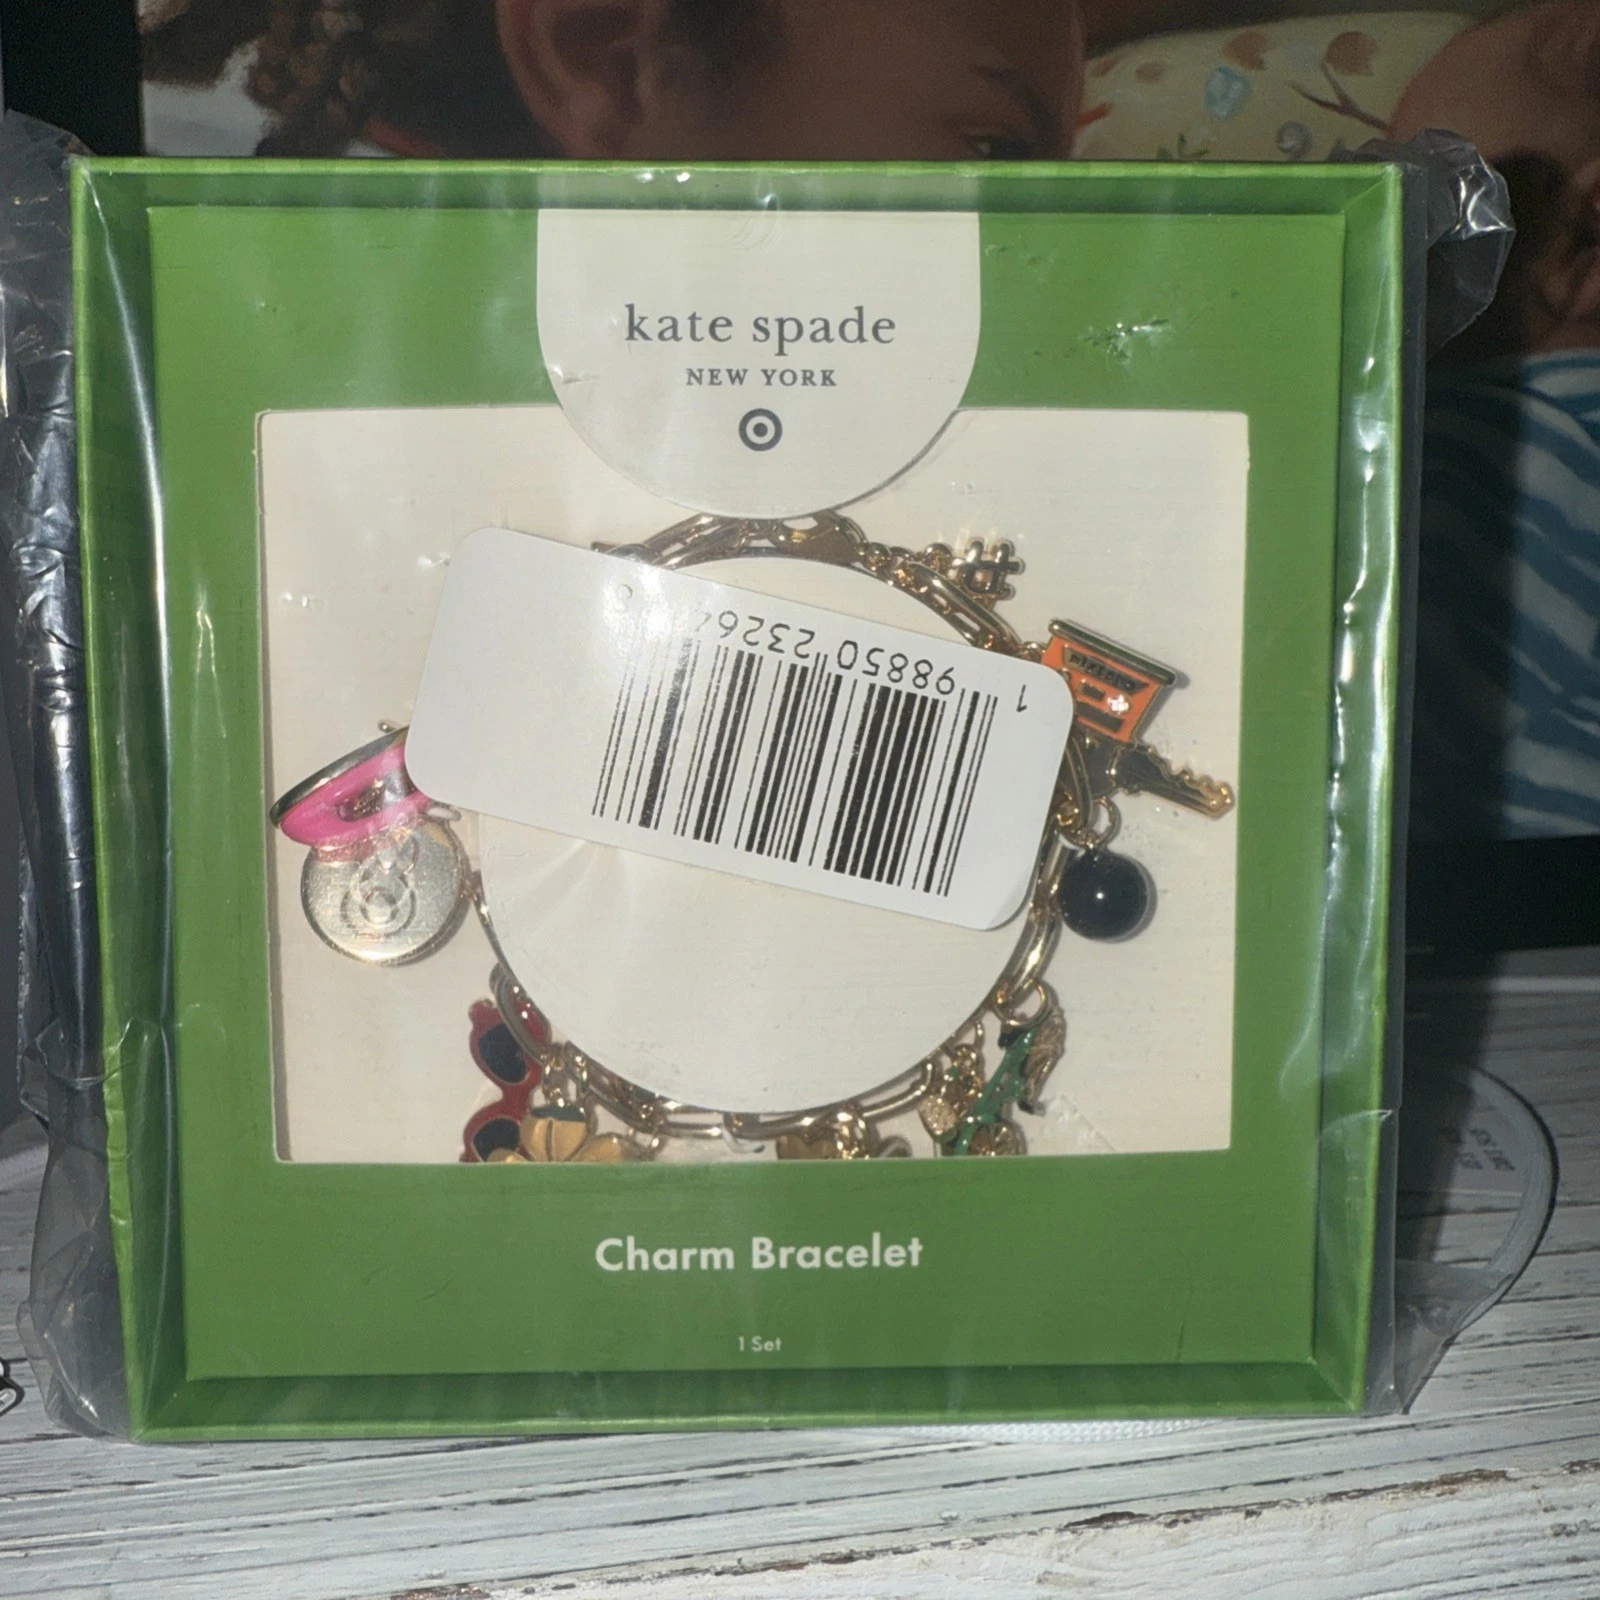 kate spade
NEW YORK
1 98850 2326
Charm Bracelet
1 Set